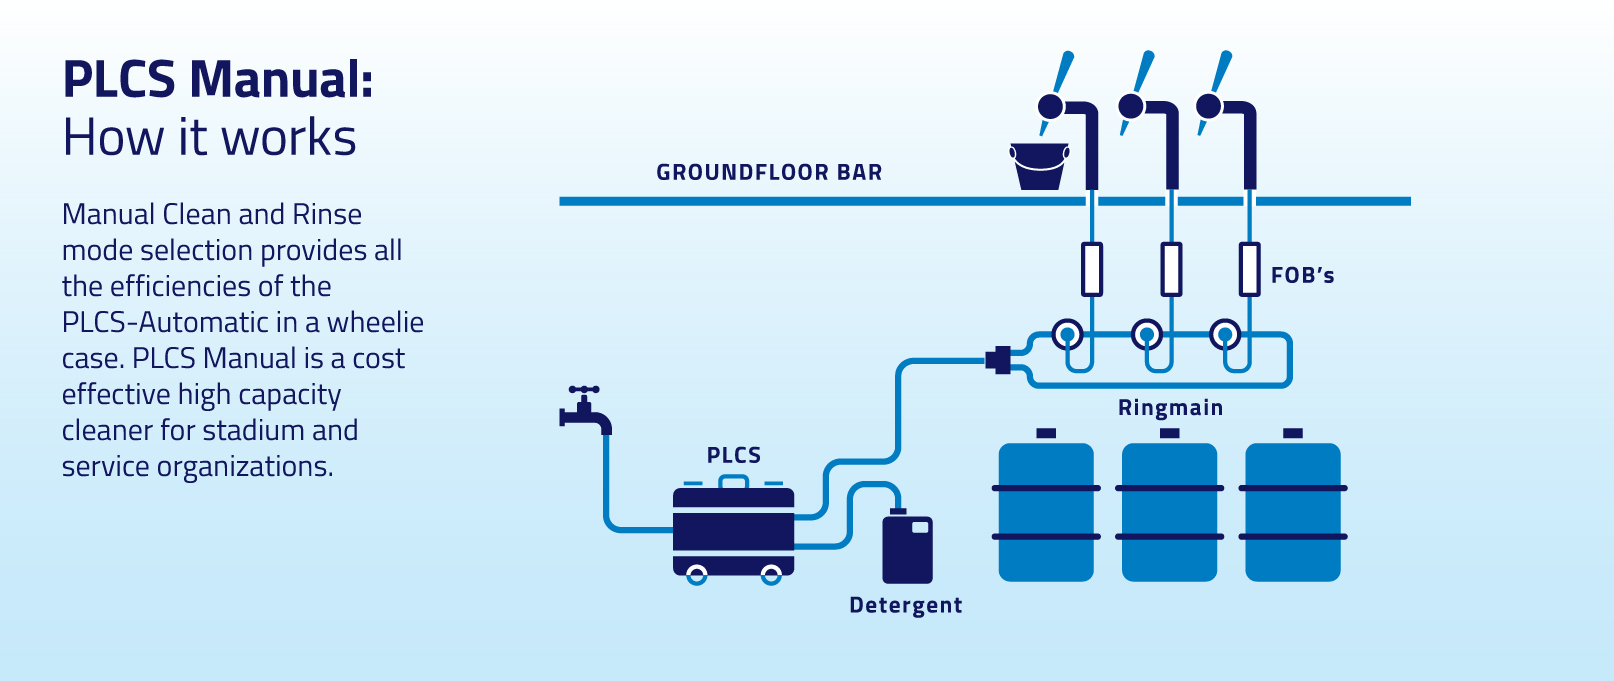 PLCS Manual:
How it works
Manual Clean and Rinse
mode selection provides all
the efficiencies of the
PLCS-Automatic in a wheelie
case. PLCS Manual is a cost
effective high capacity
cleaner for stadium and
service organizations.
GROUNDFLOOR BAR
FOB's
Ringmain
PLCS
Detergent